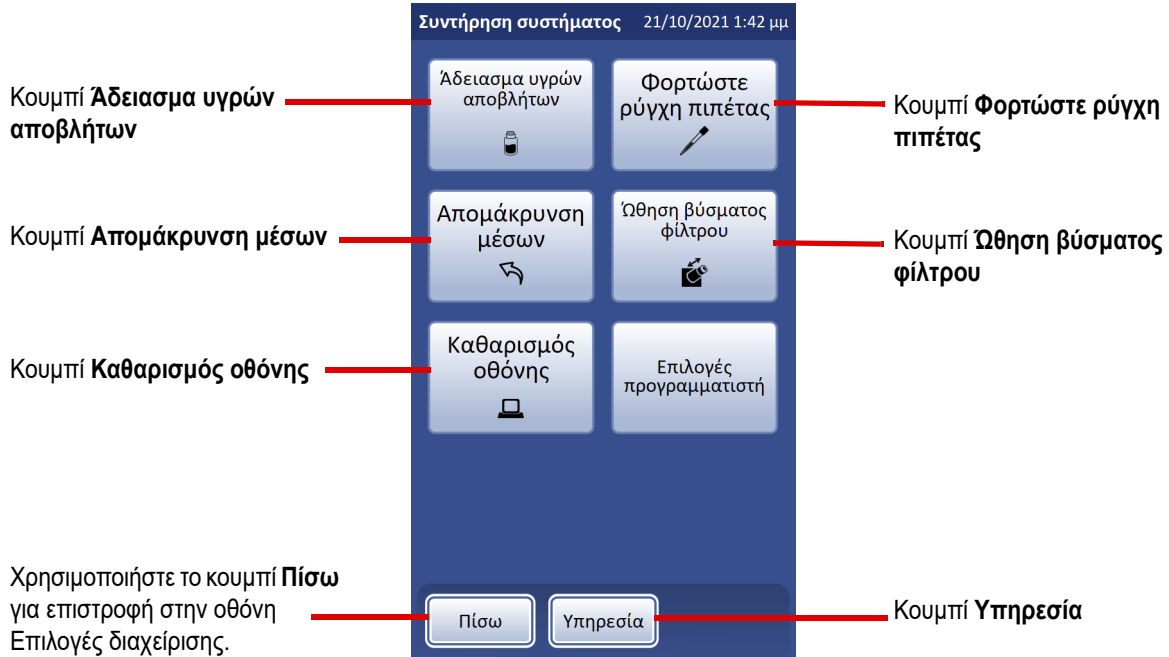 Συντήρηση συστήματος 21/10/2021 1:42 μμ
Κουμπί Άδειασμα υγρών
αποβλήτων
Άδειασμα υγρών
αποβλήτων
Φορτώστε
ρύγχη πιπέτας
Κουμπί Φορτώστε ρύγχη
πιπέτας
Κουμπί Απομάκρυνση μέσων
Απομάκρυνση
μέσων
Ώθηση βύσματος
φίλτρου
Κουμπί Ώθηση βύσματος
φίλτρου
Κουμπί Καθαρισμός οθόνης
Καθαρισμός
οθόνης
Επιλογές
προγραμματιστή
Χρησιμοποιήστε το κουμπί Πίσω
για επιστροφή στην οθόνη
Επιλογές διαχείρισης.
Πίσω
Υπηρεσία
Κουμπί Υπηρεσία